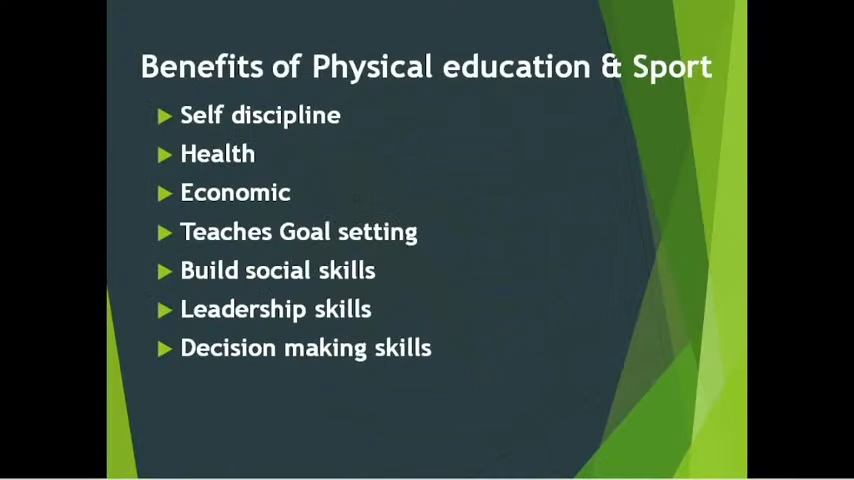 Benefits of Physical education & Sport
Self discipline
Health
Economic
Teaches Goal setting
Build social skills
Leadership skills
Decision making skills